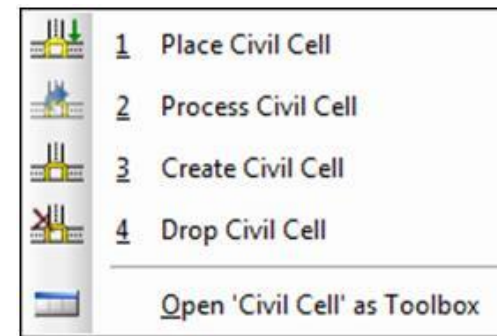 1 Place Civil Cell
2 Process Civil Cell
3 Create Civil Cell
4 Drop Civil Cell
Open 'Civil Cell' as Toolbox